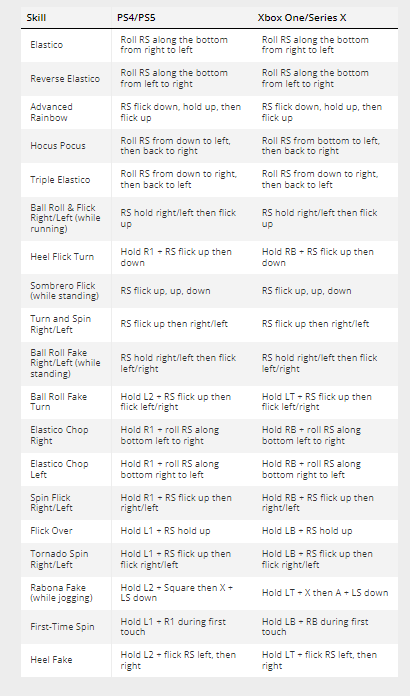 Skill PS4/PS5 Xbox One/Series X
Elastico Roll RS along the bottom from right to left Roll RS along the bottom from right to left
Reverse Elastico Roll RS along the bottom from left to right Roll RS along the bottom from left to right
Advanced Rainbow RS flick down, hold up, then flick up RS flick down, hold up, then flick up
Hocus Pocus Roll RS from down to left, then back to right Roll RS from bottom to left, then back to right
Triple Elastico Roll RS from down to right, then back to left Roll RS from down to right, then back to left
Ball Roll & Flick Right/Left (while running) RS hold right/left then flick up RS hold right/left then flick up
Heel Flick Turn Hold R1 + RS flick up then down Hold RB + RS flick up then down
Sombrero Flick (while standing) RS flick up, up, down RS flick up, up, down
Turn and Spin Right/Left RS flick up then right/left RS flick up then right/left
Ball Roll Fake Right/Left (while standing) RS hold right/left then flick left/right RS hold right/left then flick left/right
Ball Roll Fake Turn Hold L2 + RS flick up then flick left/right Hold LT + RS flick up then flick left/right
Elastico Chop Right Hold R1 + roll RS along bottom left to right Hold RB + roll RS along bottom left to right
Elastico Chop Left Hold R1 + roll RS along bottom right to left Hold RB + roll RS along bottom right to left
Spin Flick Right/Left Hold R1 + RS flick up then right/left Hold RB + RS flick up then right/left
Flick Over Hold L1 + RS hold up Hold LB + RS hold up
Tornado Spin Right/Left Hold L1 + RS flick up then flick right/left Hold LB + RS flick up then flick right/left
Rabona Fake (while jogging) Hold L2 + Square then X + LS down Hold LT + X then A + LS down
First-Time Spin Hold L1 + R1 during first touch Hold LB + RB during first touch
Heel Fake Hold L2 + flick RS left, then right Hold LT + flick RS left, then right